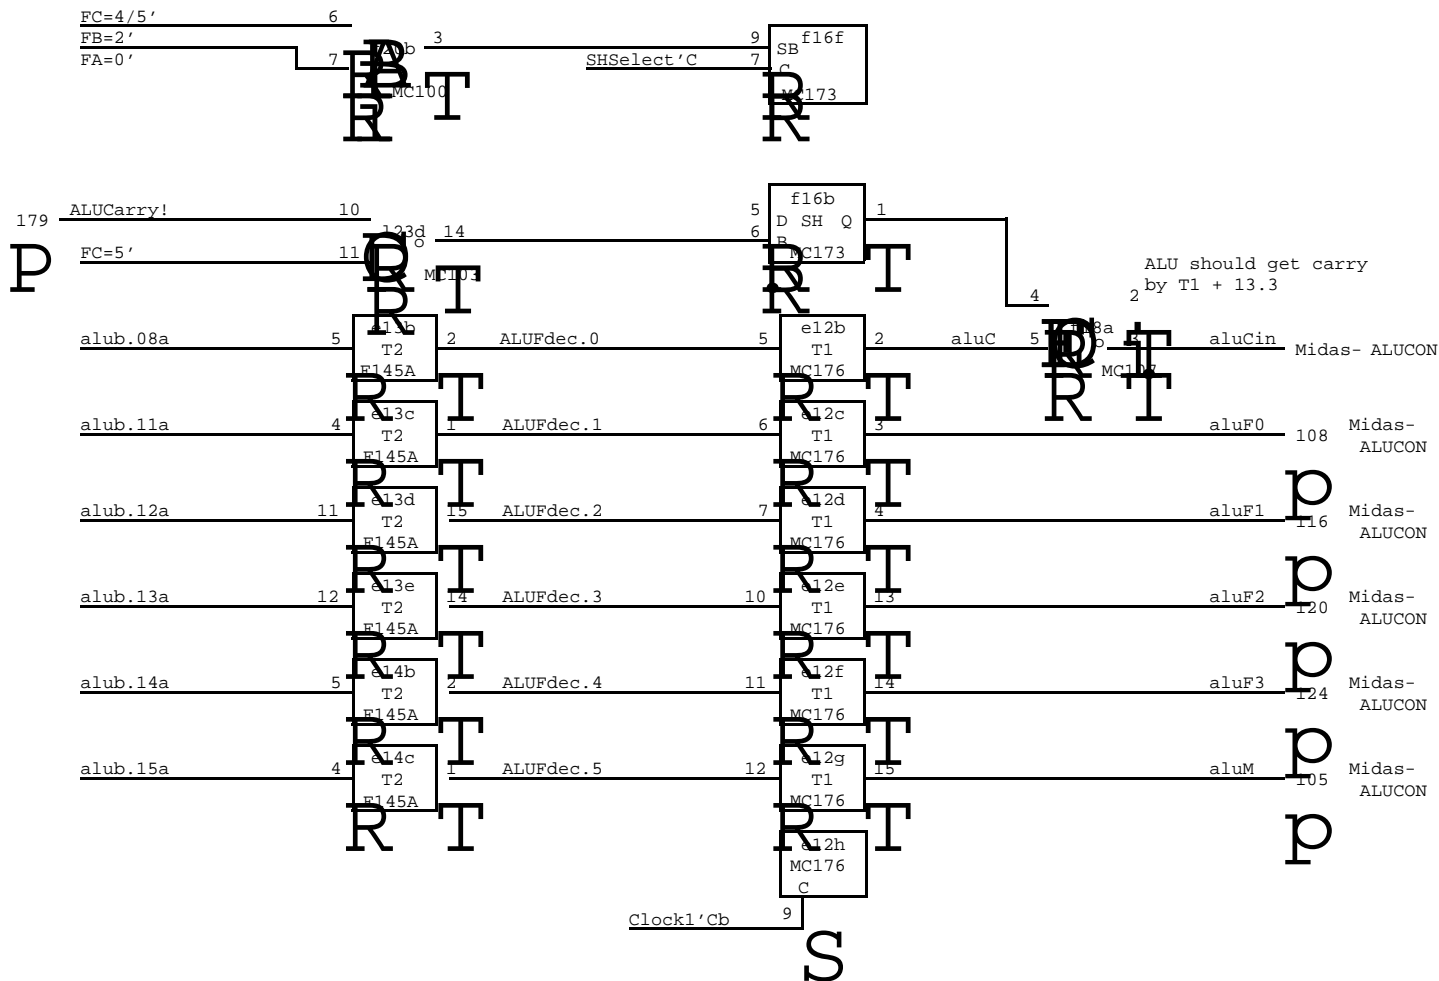 FC=4/5' 6
FB=2' 3 9 SB f16f
FA=0' 7 SHSelect'C 7 C
MC100 T MC173
R R
ALUCarry! 10 f16b
179 5 D SH Q 1
l23d 14 6 B
P FC=5' 11 MC103 T MC173 R T
R
ALU should get carry
by T1 + 13.3
4 2
alub.08a 5 e13b T2 F145A 2 ALUFdec.0 5 e12b T1 MC176 2 aluC 5 f18a 3 aluCin Midas- ALUCON
R T R T R T
alub.11a 4 e13c T2 F145A 1 ALUFdec.1 6 e12c T1 MC176 3 aluF0 108 Midas-
ALUCON
R T R T p
alub.12a 11 e13d T2 F145A 15 ALUFdec.2 7 e12d T1 MC176 4 aluF1 116 Midas-
ALUCON
R T R T p
alub.13a 12 e13e T2 F145A 14 ALUFdec.3 10 e12e T1 MC176 13 aluF2 120 Midas-
ALUCON
R T R T p
alub.14a 5 e14b T2 F145A 2 ALUFdec.4 11 e12f T1 MC176 14 aluF3 124 Midas-
ALUCON
R T R T p
alub.15a 4 e14c T2 F145A 1 ALUFdec.5 12 e12g T1 MC176 15 aluM 105 Midas-
ALUCON
R T R T p
e12h
MC176
C
Clock1'Cb 9
S